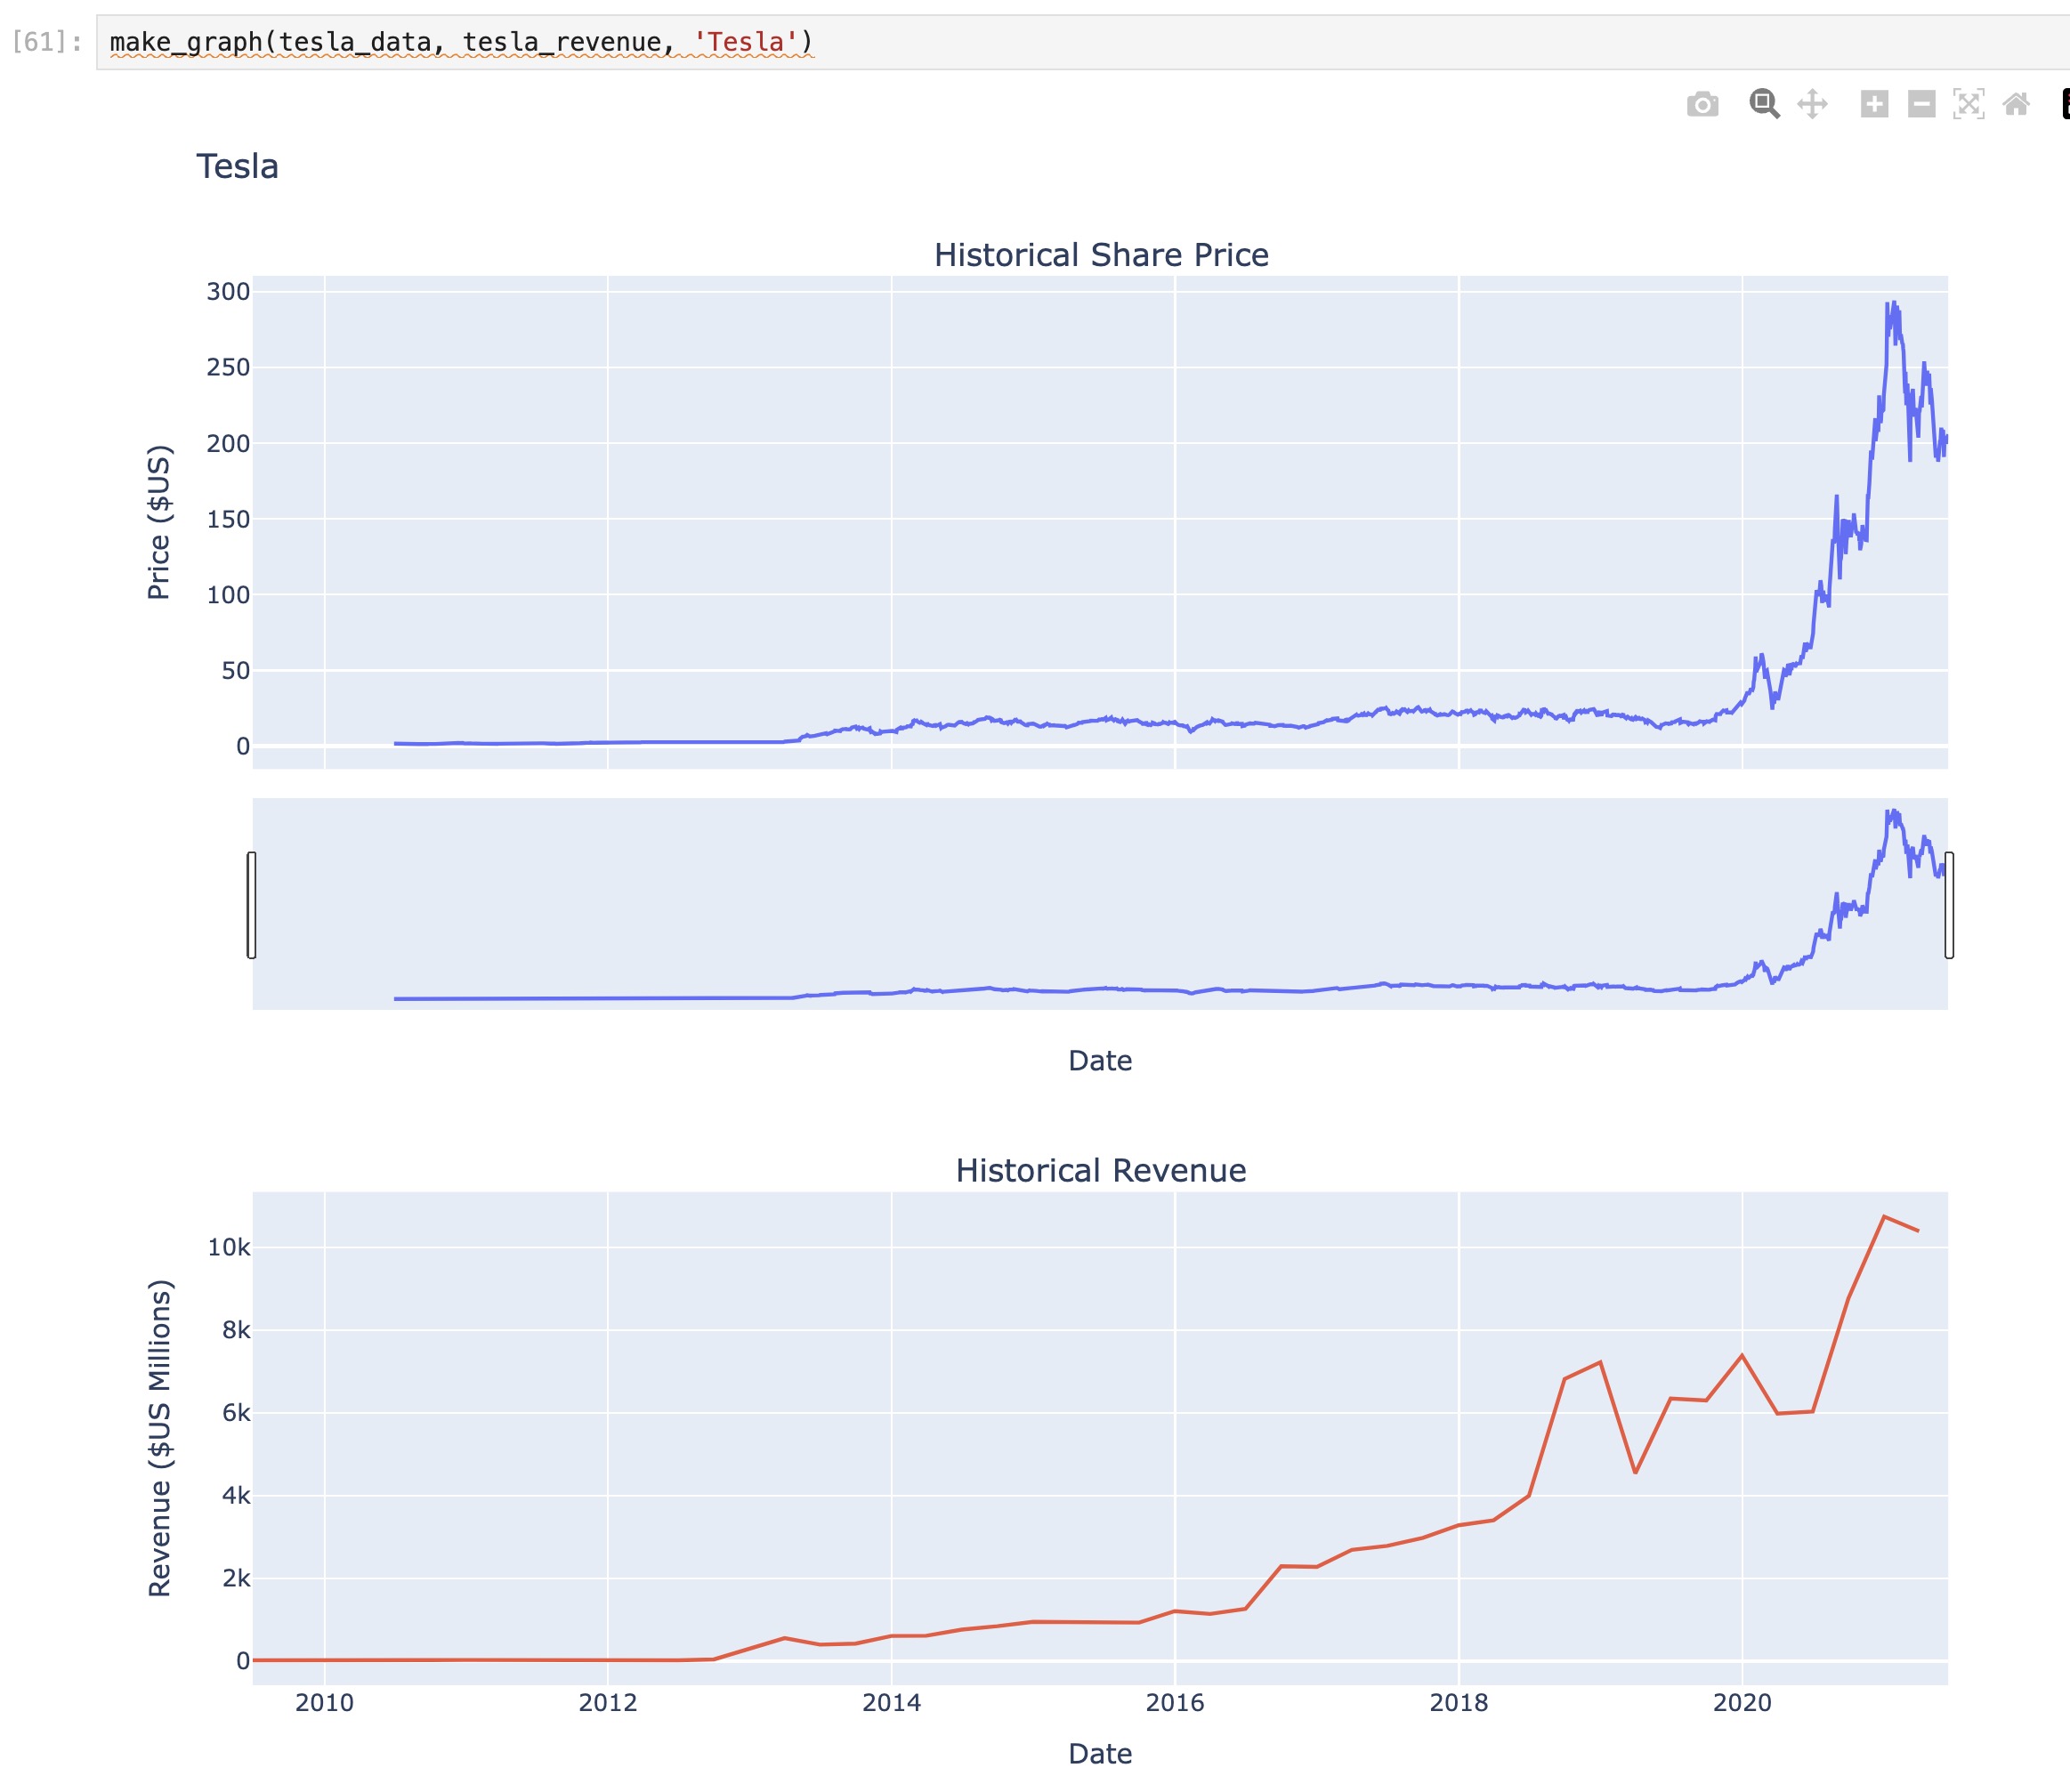 [61]: make_graph(tesla_data, tesla_revenue, 'Tesla')
Tesla
Historical Share Price
300
250
200
150
100
50
0
Price ($US)
Date
Historical Revenue
10k
8k
6k
4k
2k
0
Revenue ($US Millions)
2010 2012 2014 2016 2018 2020
Date